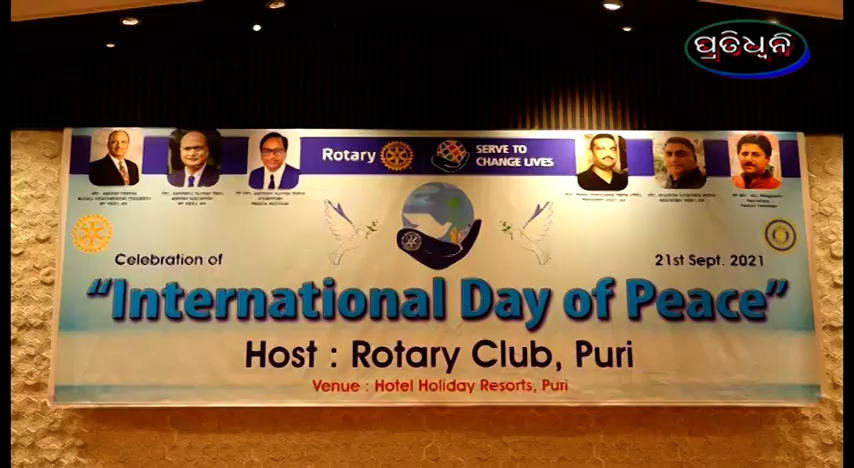 ପ୍ରତିଧ୍ୱନି
Rotary
SERVE TO
CHANGE LIVES
Celebration of
21st Sept. 2021
"International Day of Peace"
Host : Rotary Club, Puri
Venue : Hotel Holiday Resorts, Puri